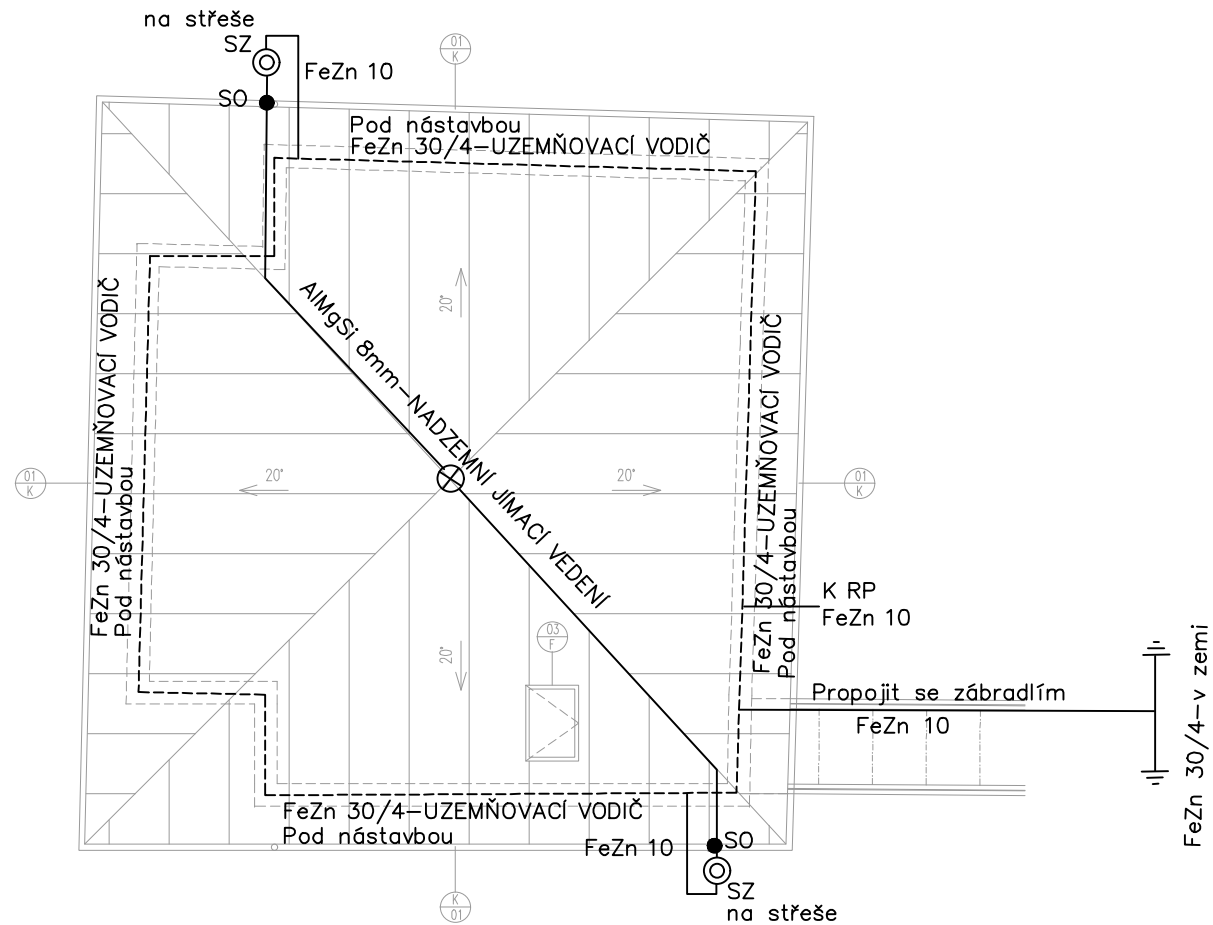 na střeše
SZ
01
K
FeZn 10
SO
Pod nástavbou
FeZn 30/4-UZEMŇOVACÍ VODIČ
FeZn 30/4-UZEMŇOVACÍ VODIČ
Pod nástavbou
AlMgSi 8mm-NADZEMNÍ JÍMACÍ VEDENÍ
20°
FeZn 30/4-UZEMŇOVACÍ VODIČ
Pod nástavbou
01
K
20°
20°
01
K
K RP
FeZn 10
03
F
20°
Propojit se zábradlím
FeZn 10
FeZn 30/4-v zemi
FeZn 30/4-UZEMŇOVACÍ VODIČ
Pod nástavbou
FeZn 10
SO
SZ
na střeše
K
01